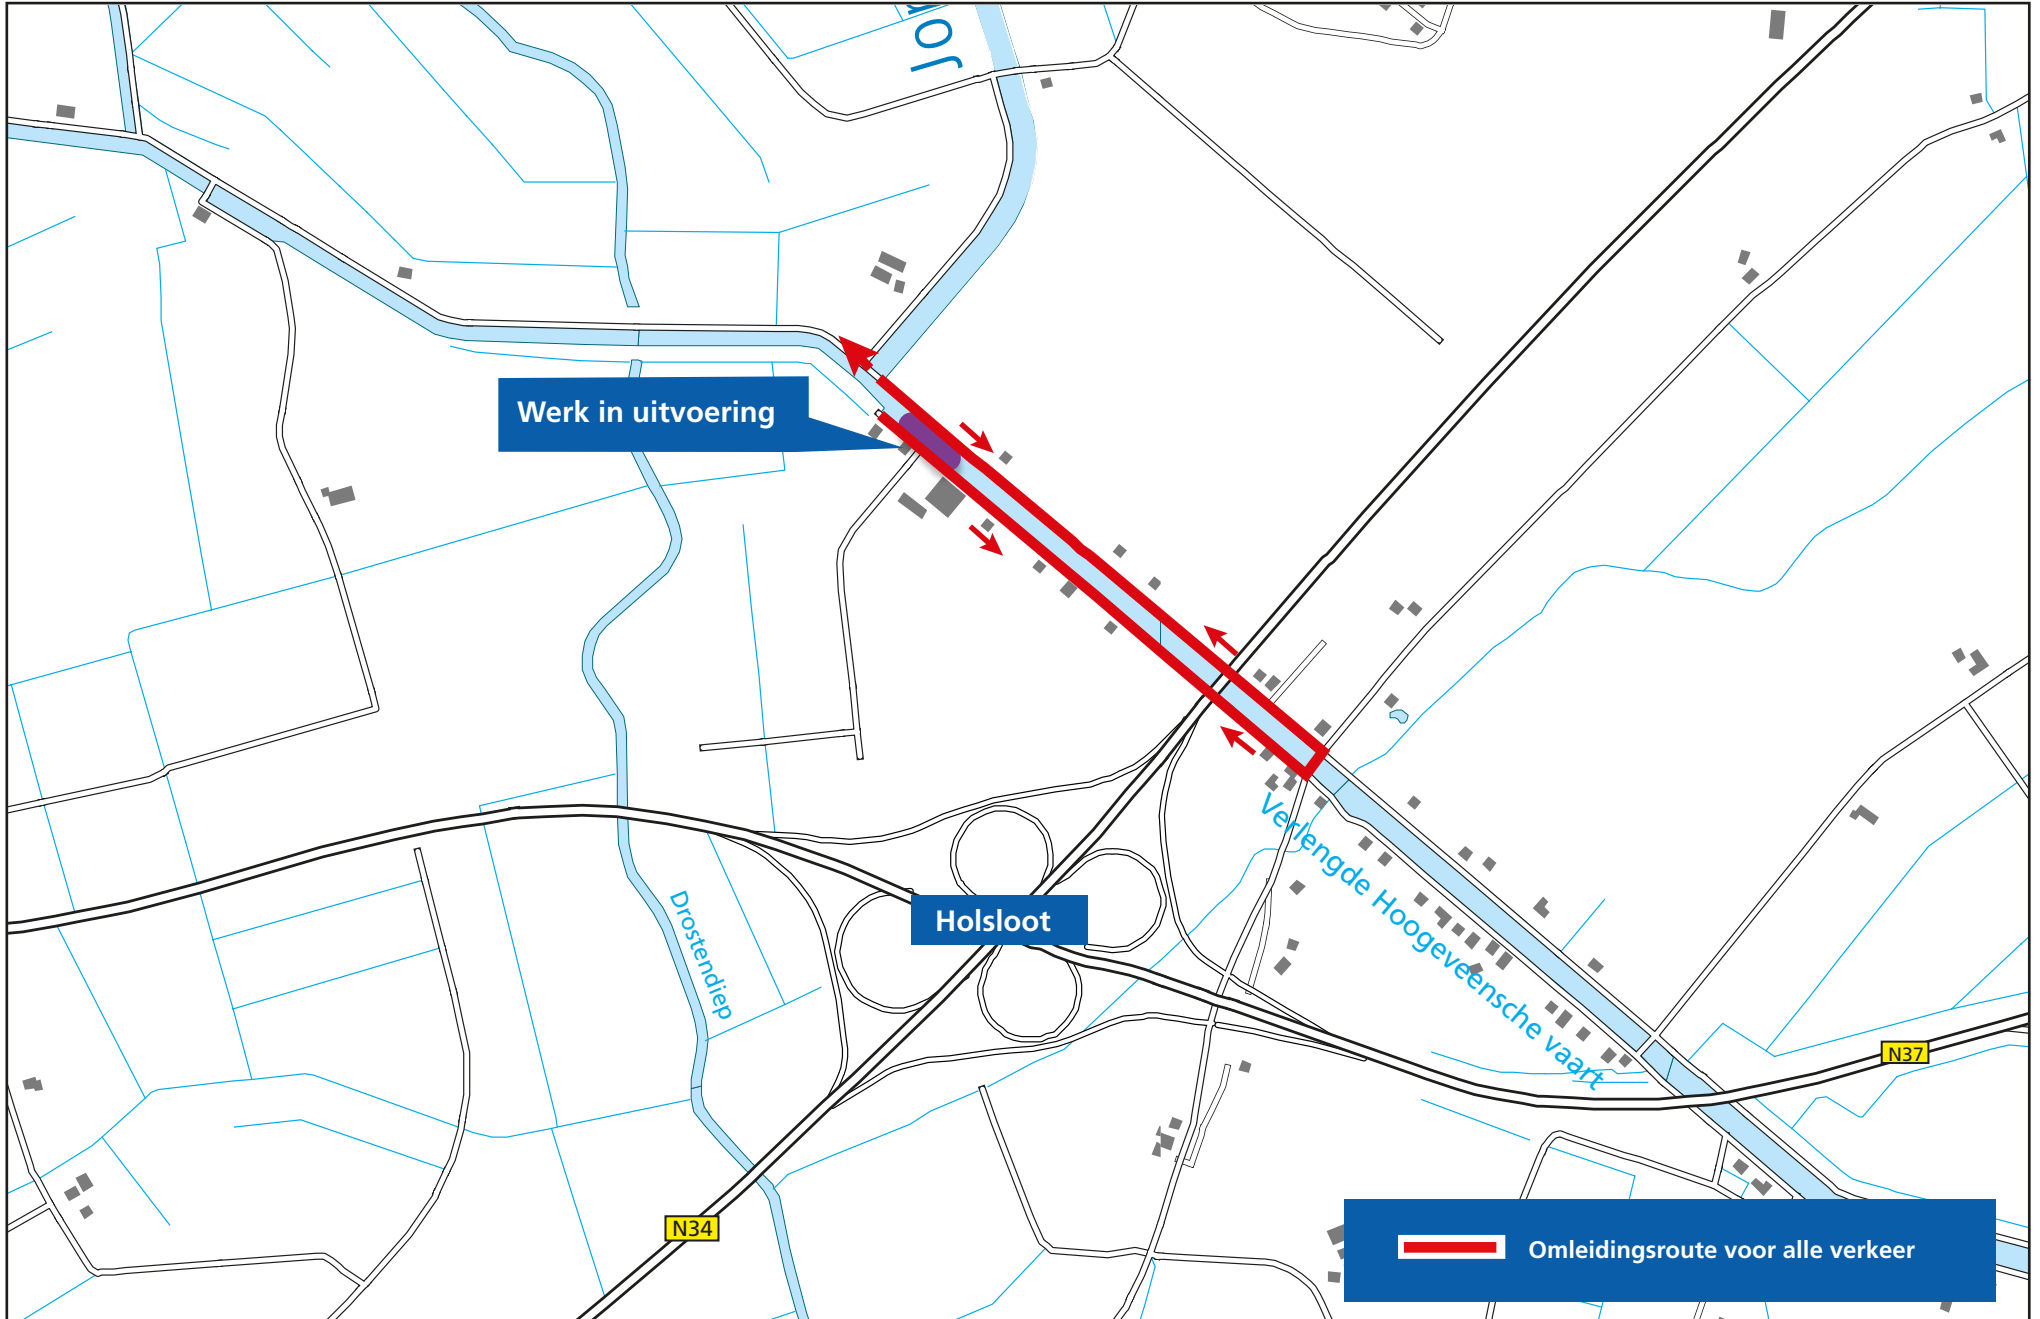 Werk in uitvoering
Verlengde Hoogeveensche vaart
Drostendiep
Holsloot
N37
N34
Omleidingsroute voor alle verkeer